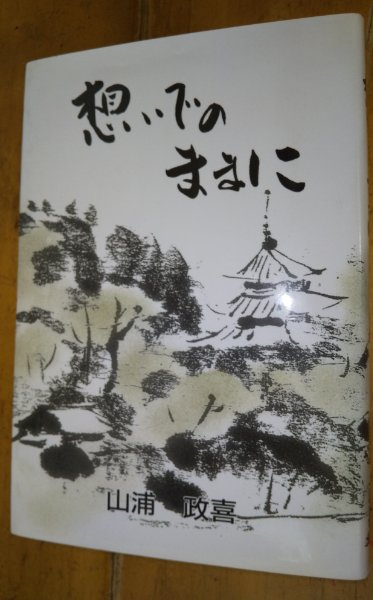 想いでの
ままに
山浦 政喜